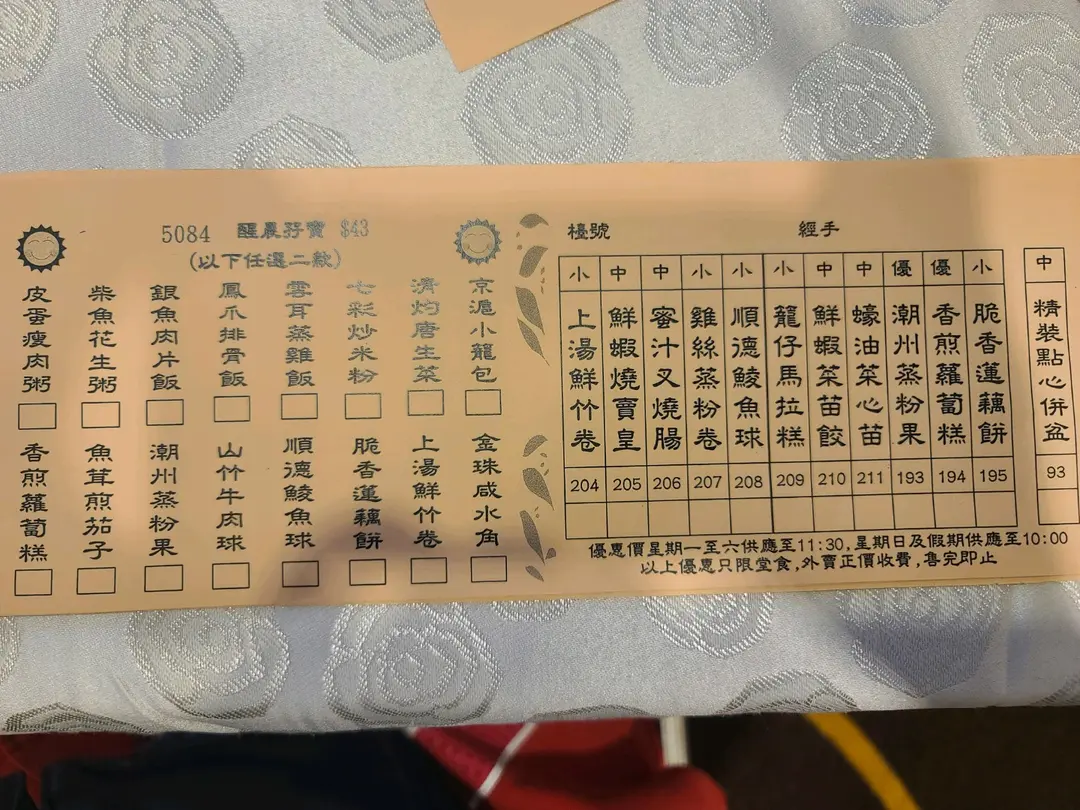 5084 醒晨孖寶 $43
(以下任選二款)
皮蛋瘦肉粥
柴魚花生粥
銀魚肉片飯
鳳爪排骨飯
雲耳蒸雞飯
七彩炒米粉
清灼唐生菜
京滬小籠包
香煎蘿蔔糕
魚茸煎茄子
潮州蒸粉果
山竹牛肉球
順德鯪魚球
脆香蓮藕餅
上湯鮮竹卷
金珠咸水角
檯號
經手
小 上湯鮮竹卷 204
中 鮮蝦燒賣皇 205
中 蜜汁叉燒腸 206
小 雞絲蒸粉卷 207
小 順德鯪魚球 208
小 籠仔馬拉糕 209
中 鮮蝦菜苗餃 210
中 蠔油菜心苗 211
優 潮州蒸粉果 193
優 香煎蘿蔔糕 194
小 脆香蓮藕餅 195
中 精裝點心併盆 93
優惠價星期一至六供應至11:30,星期日及假期供應至10:00
以上優惠只限堂食,外賣正價收費,售完即止